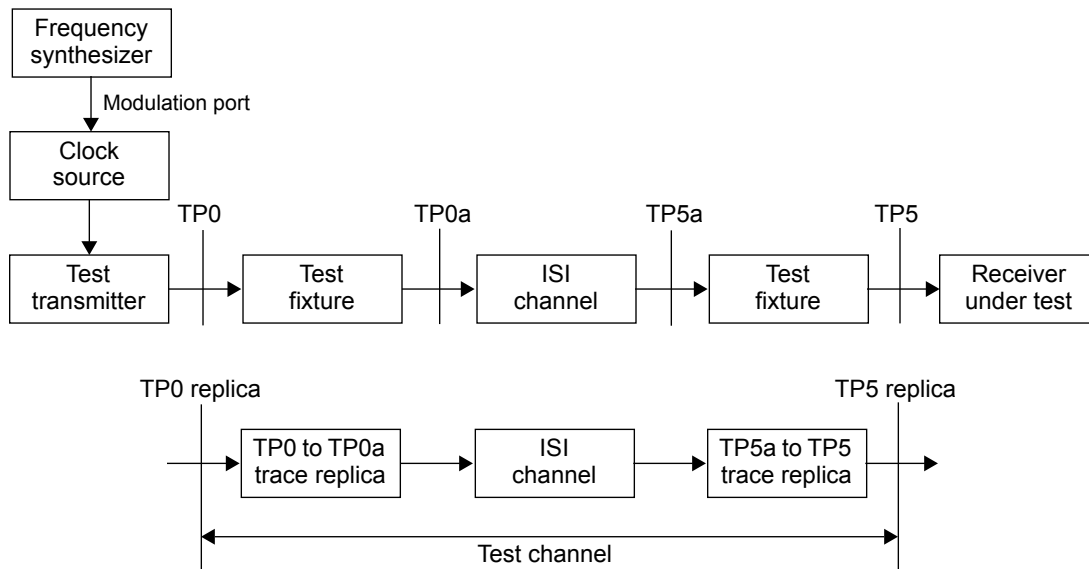 Frequency
synthesizer
Modulation port
Clock
source
TP0
TP0a
TP5a
TP5
Test
transmitter
Test
fixture
ISI
channel
Test
fixture
Receiver
under test
TP0 replica
TP5 replica
TP0 to TP0a
trace replica
ISI
channel
TP5a to TP5
trace replica
Test channel